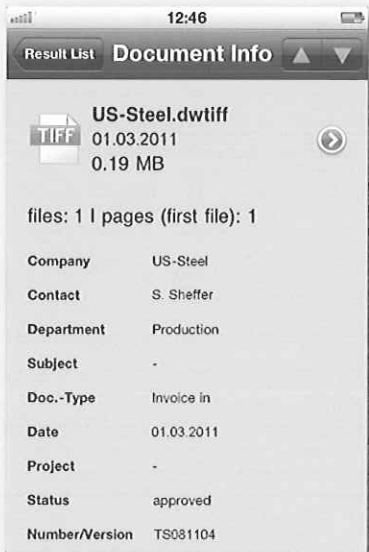 12:46
Result List Document Info
TIFF
US-Steel.dwtiff
01.03.2011
0.19 MB
files: 1 I pages (first file): 1
Company US-Steel
Contact S. Sheffer
Department Production
Subject -
Doc.-Type Invoice in
Date 01.03.2011
Project -
Status approved
Number/Version TS081104